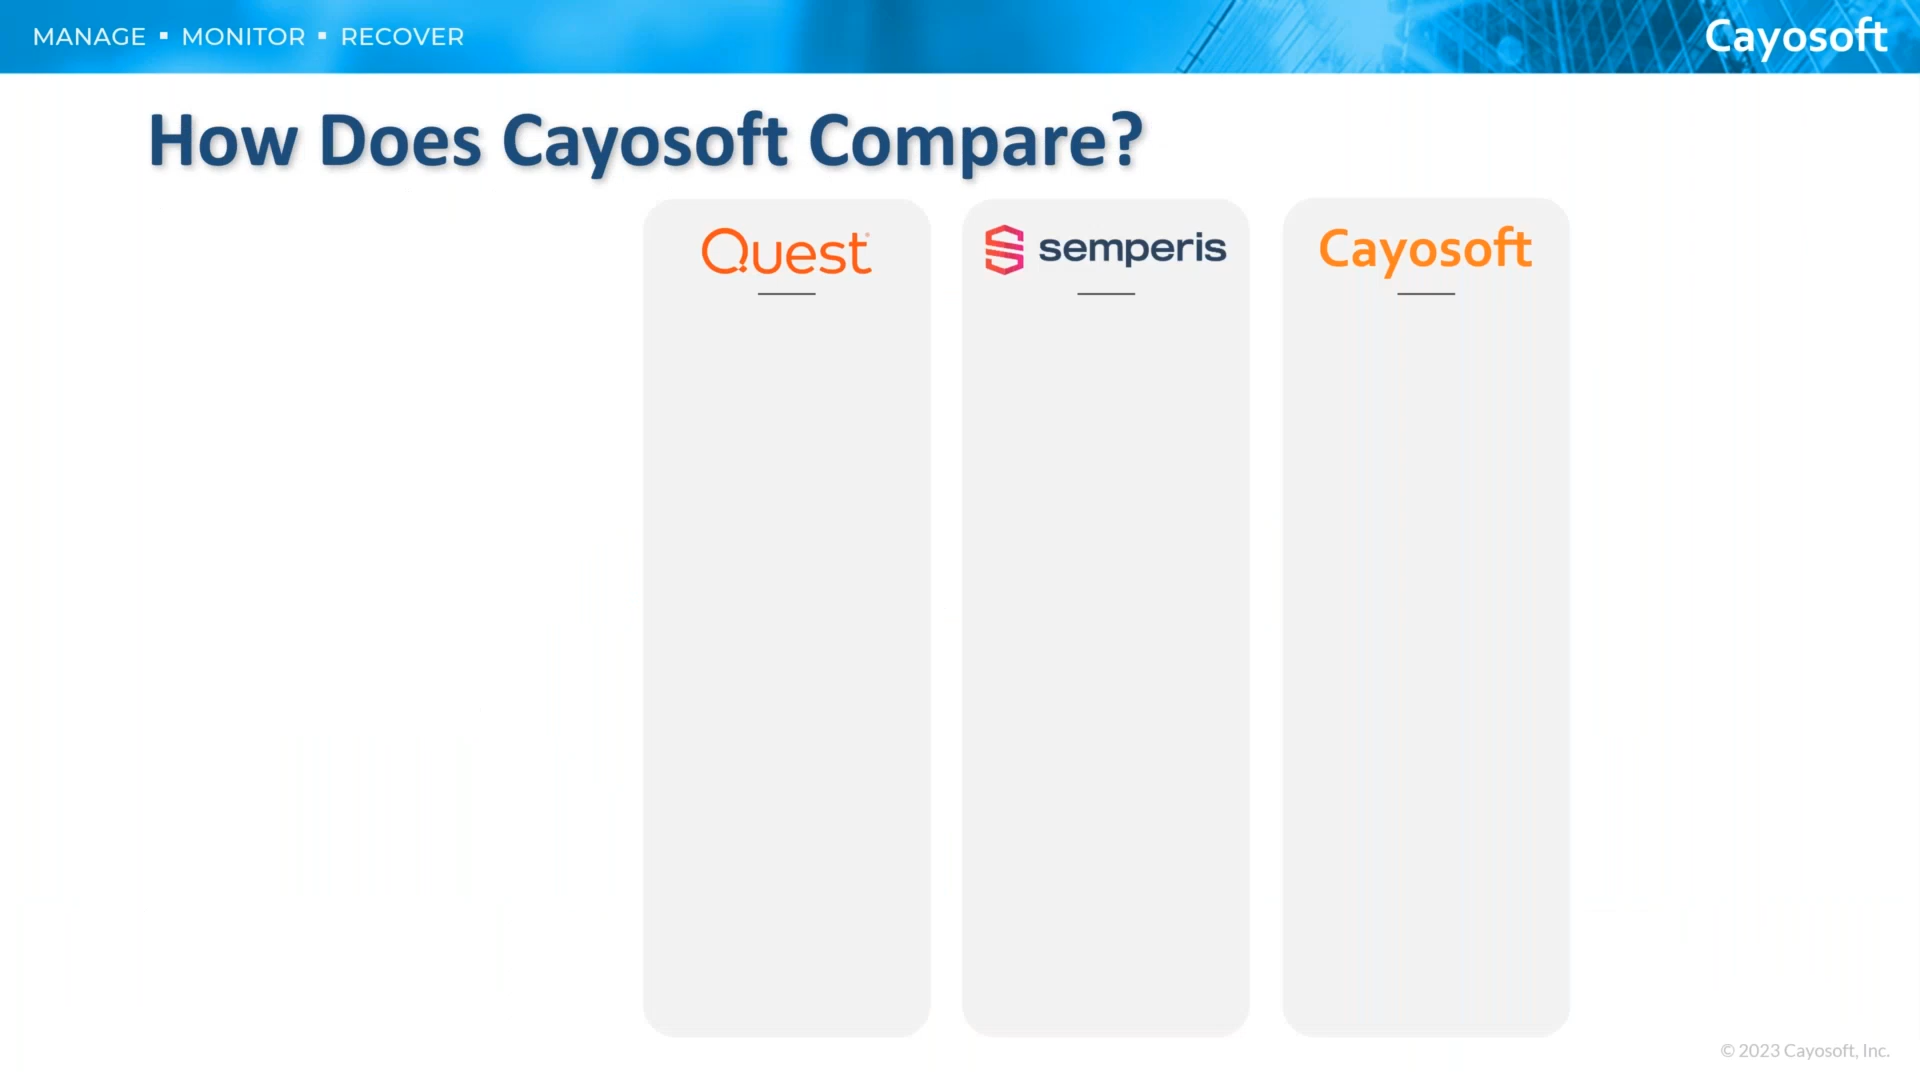 MANAGE ▪ MONITOR ▪ RECOVER
Cayosoft
How Does Cayosoft Compare?
Quest
semperis
Cayosoft
© 2023 Cayosoft, Inc.